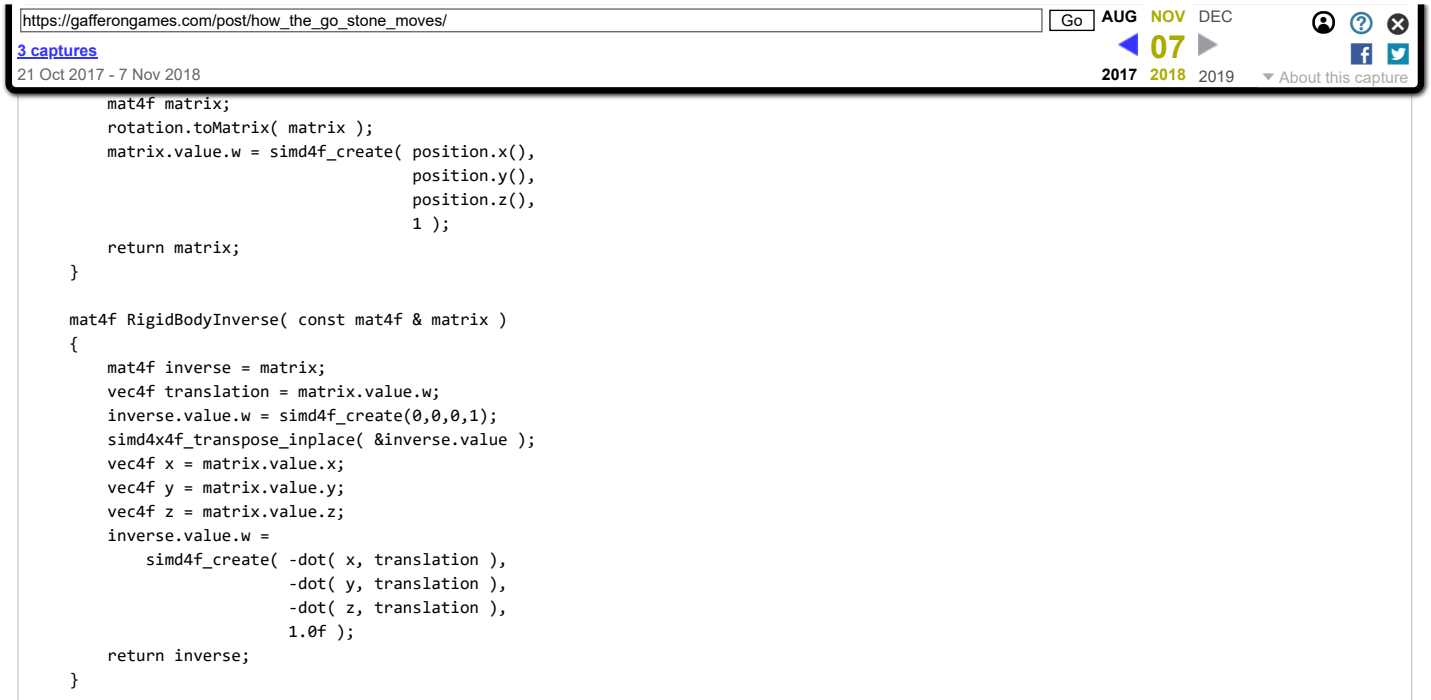 https://gafferongames.com/post/how_the_go_stone_moves/ Go AUG NOV DEC
3 captures 07
21 Oct 2017 - 7 Nov 2018 2017 2018 2019 ▼ About this capture
        mat4f matrix;
        rotation.toMatrix( matrix );
        matrix.value.w = simd4f_create( position.x(),
                                        position.y(),
                                        position.z(),
                                        1 );
        return matrix;
    }

    mat4f RigidBodyInverse( const mat4f & matrix )
    {
        mat4f inverse = matrix;
        vec4f translation = matrix.value.w;
        inverse.value.w = simd4f_create(0,0,0,1);
        simd4x4f_transpose_inplace( &inverse.value );
        vec4f x = matrix.value.x;
        vec4f y = matrix.value.y;
        vec4f z = matrix.value.z;
        inverse.value.w =
            simd4f_create( -dot( x, translation ),
                           -dot( y, translation ),
                           -dot( z, translation ),
                           1.0f );
        return inverse;
    }